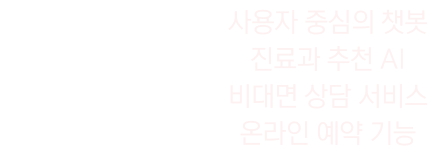 사용자 중심의 챗봇
진료과 추천 AI
비대면 상담 서비스
온라인 예약 기능